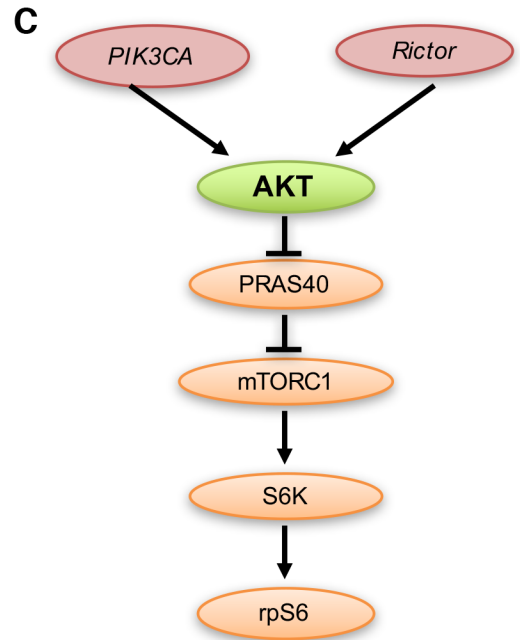 C
PIK3CA
Rictor
AKT
PRAS40
mTORC1
S6K
rpS6